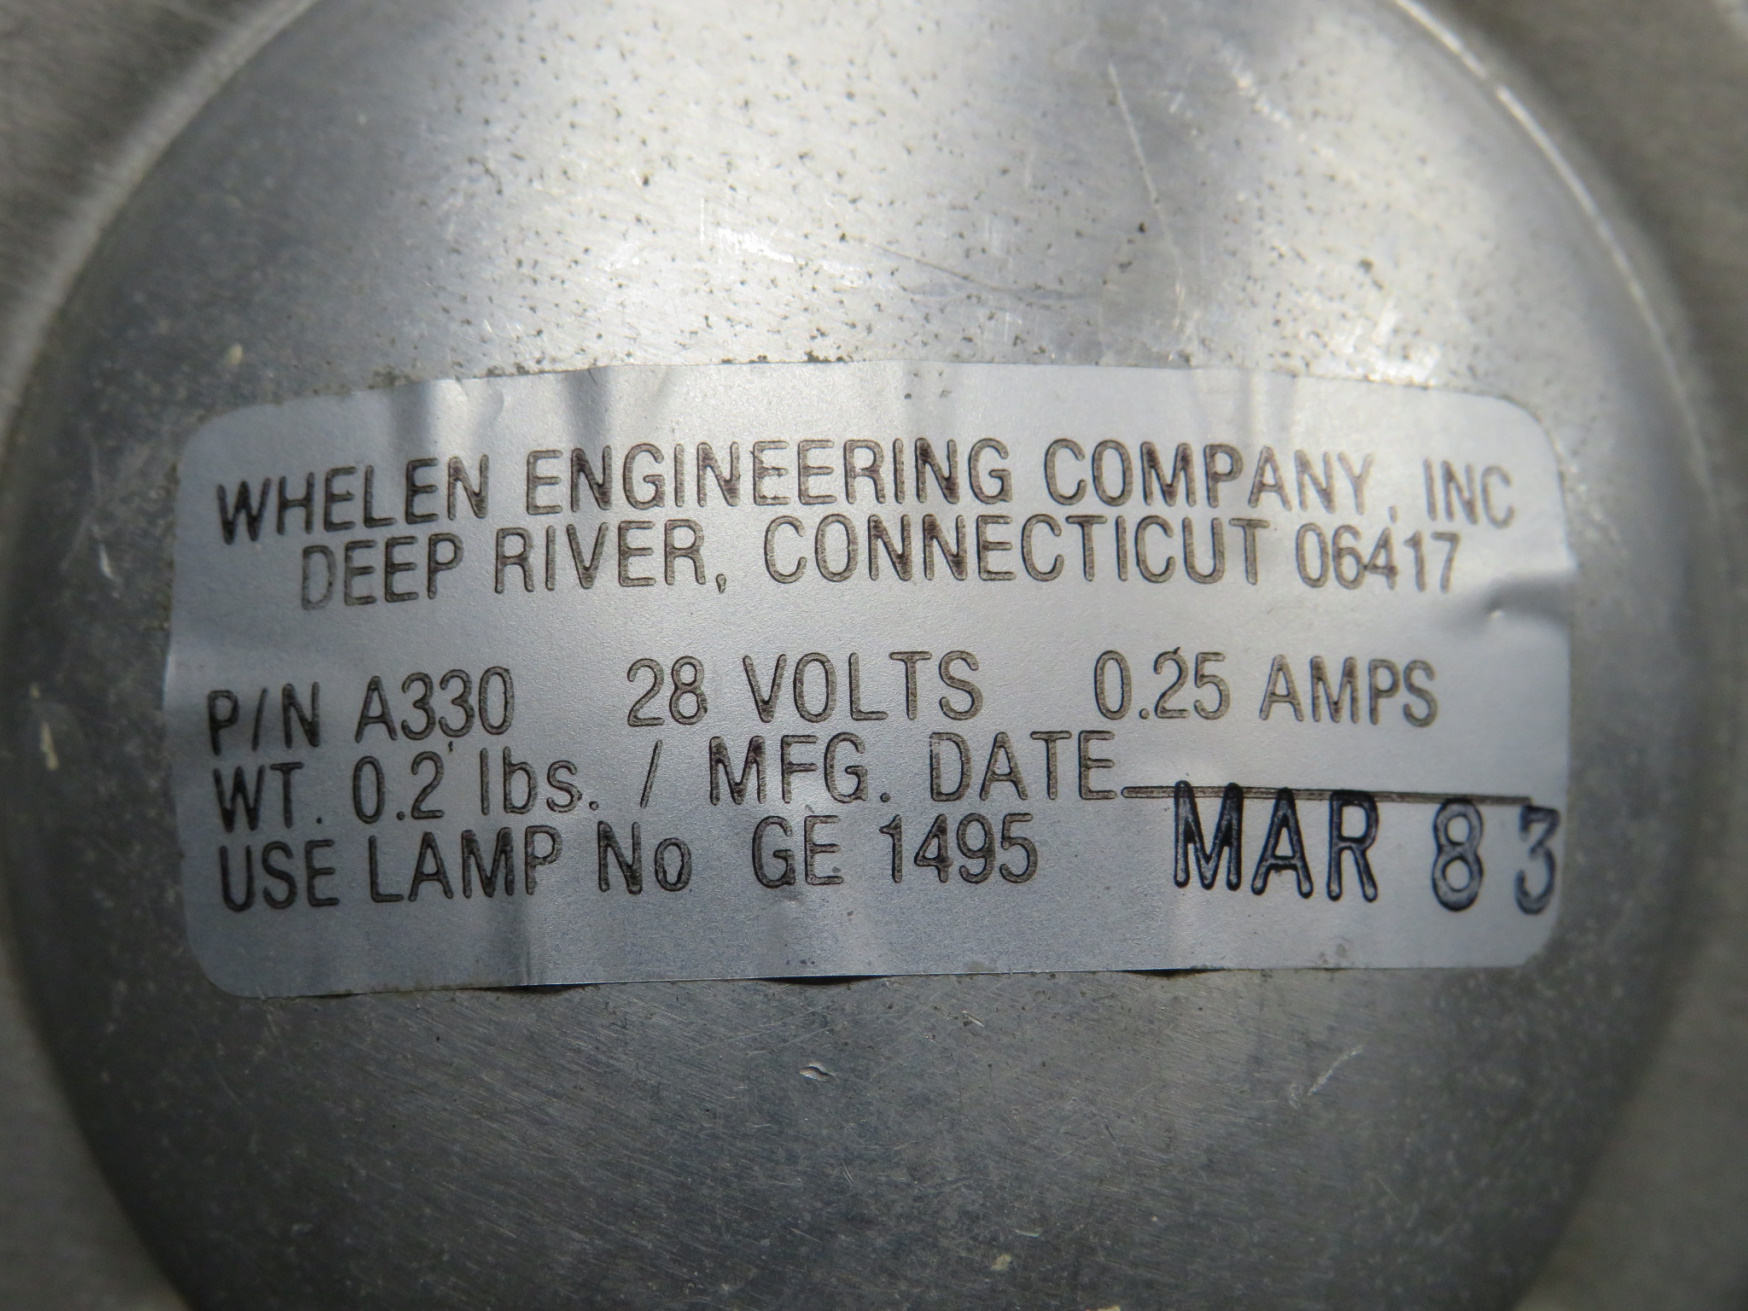 WHELEN ENGINEERING COMPANY, INC
DEEP RIVER, CONNECTICUT 06417
P/N A330 28 VOLTS 0.25 AMPS
WT. 0.2 lbs. / MFG. DATE
USE LAMP No GE 1495 MAR 83